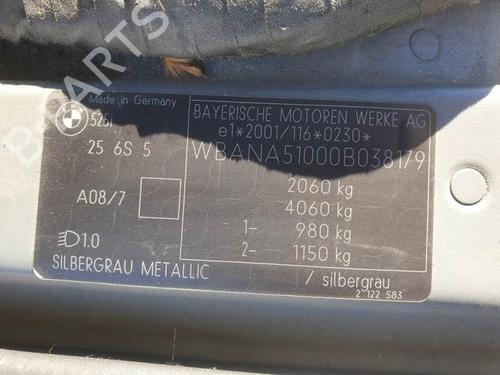 BMW
Made in Germany
525i
25 6S 5
A08/7
1.0
SILBERGRAU METALLIC
BAYERISCHE MOTOREN WERKE AG
e1*2001/116*0230*
WBANA51000B038179
2060 kg
4060 kg
1- 980 kg
2- 1150 kg
/ silbergrau
2 122 583